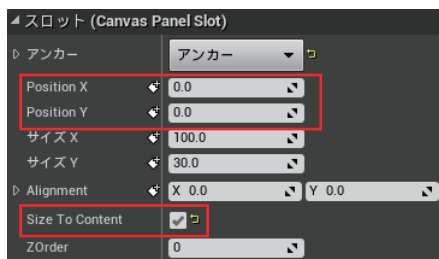 スロット (Canvas Panel Slot)
アンカー アンカー
Position X 0.0
Position Y 0.0
サイズ X 100.0
サイズ Y 30.0
Alignment X 0.0 Y 0.0
Size To Content
ZOrder 0